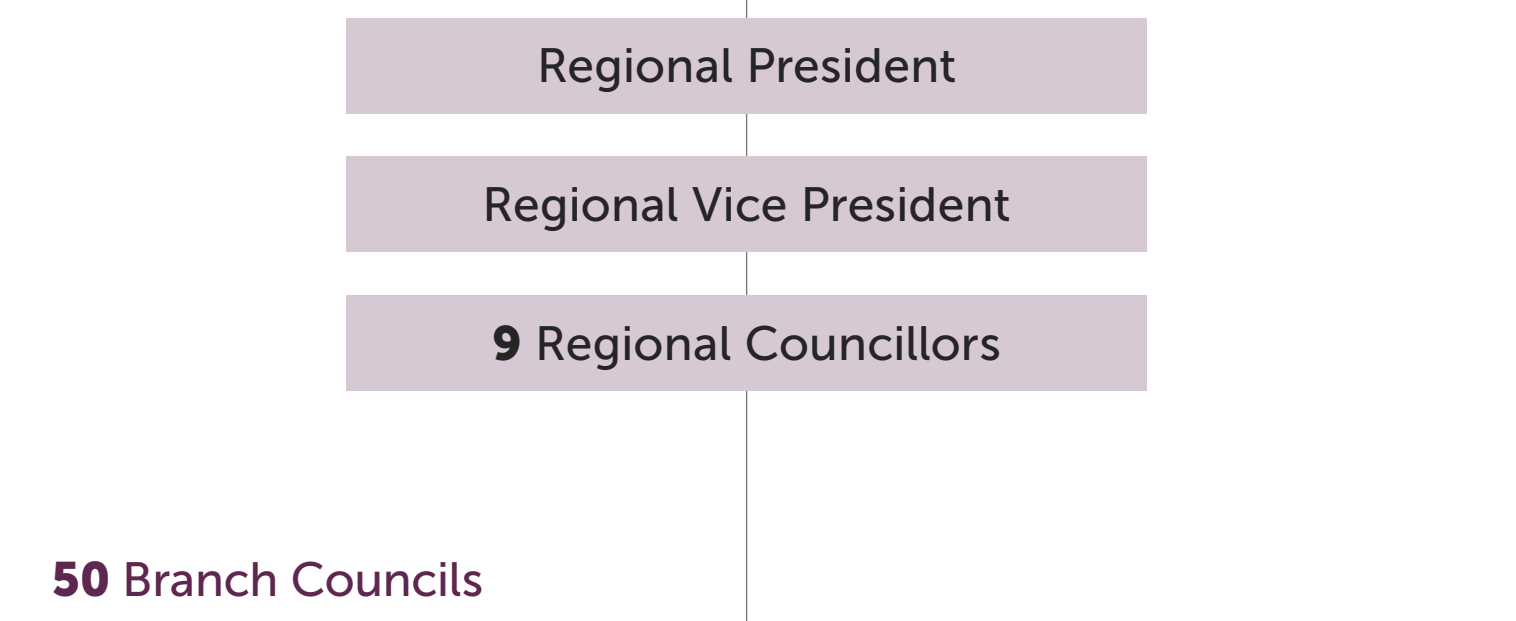 Regional President
Regional Vice President
9 Regional Councillors
50 Branch Councils